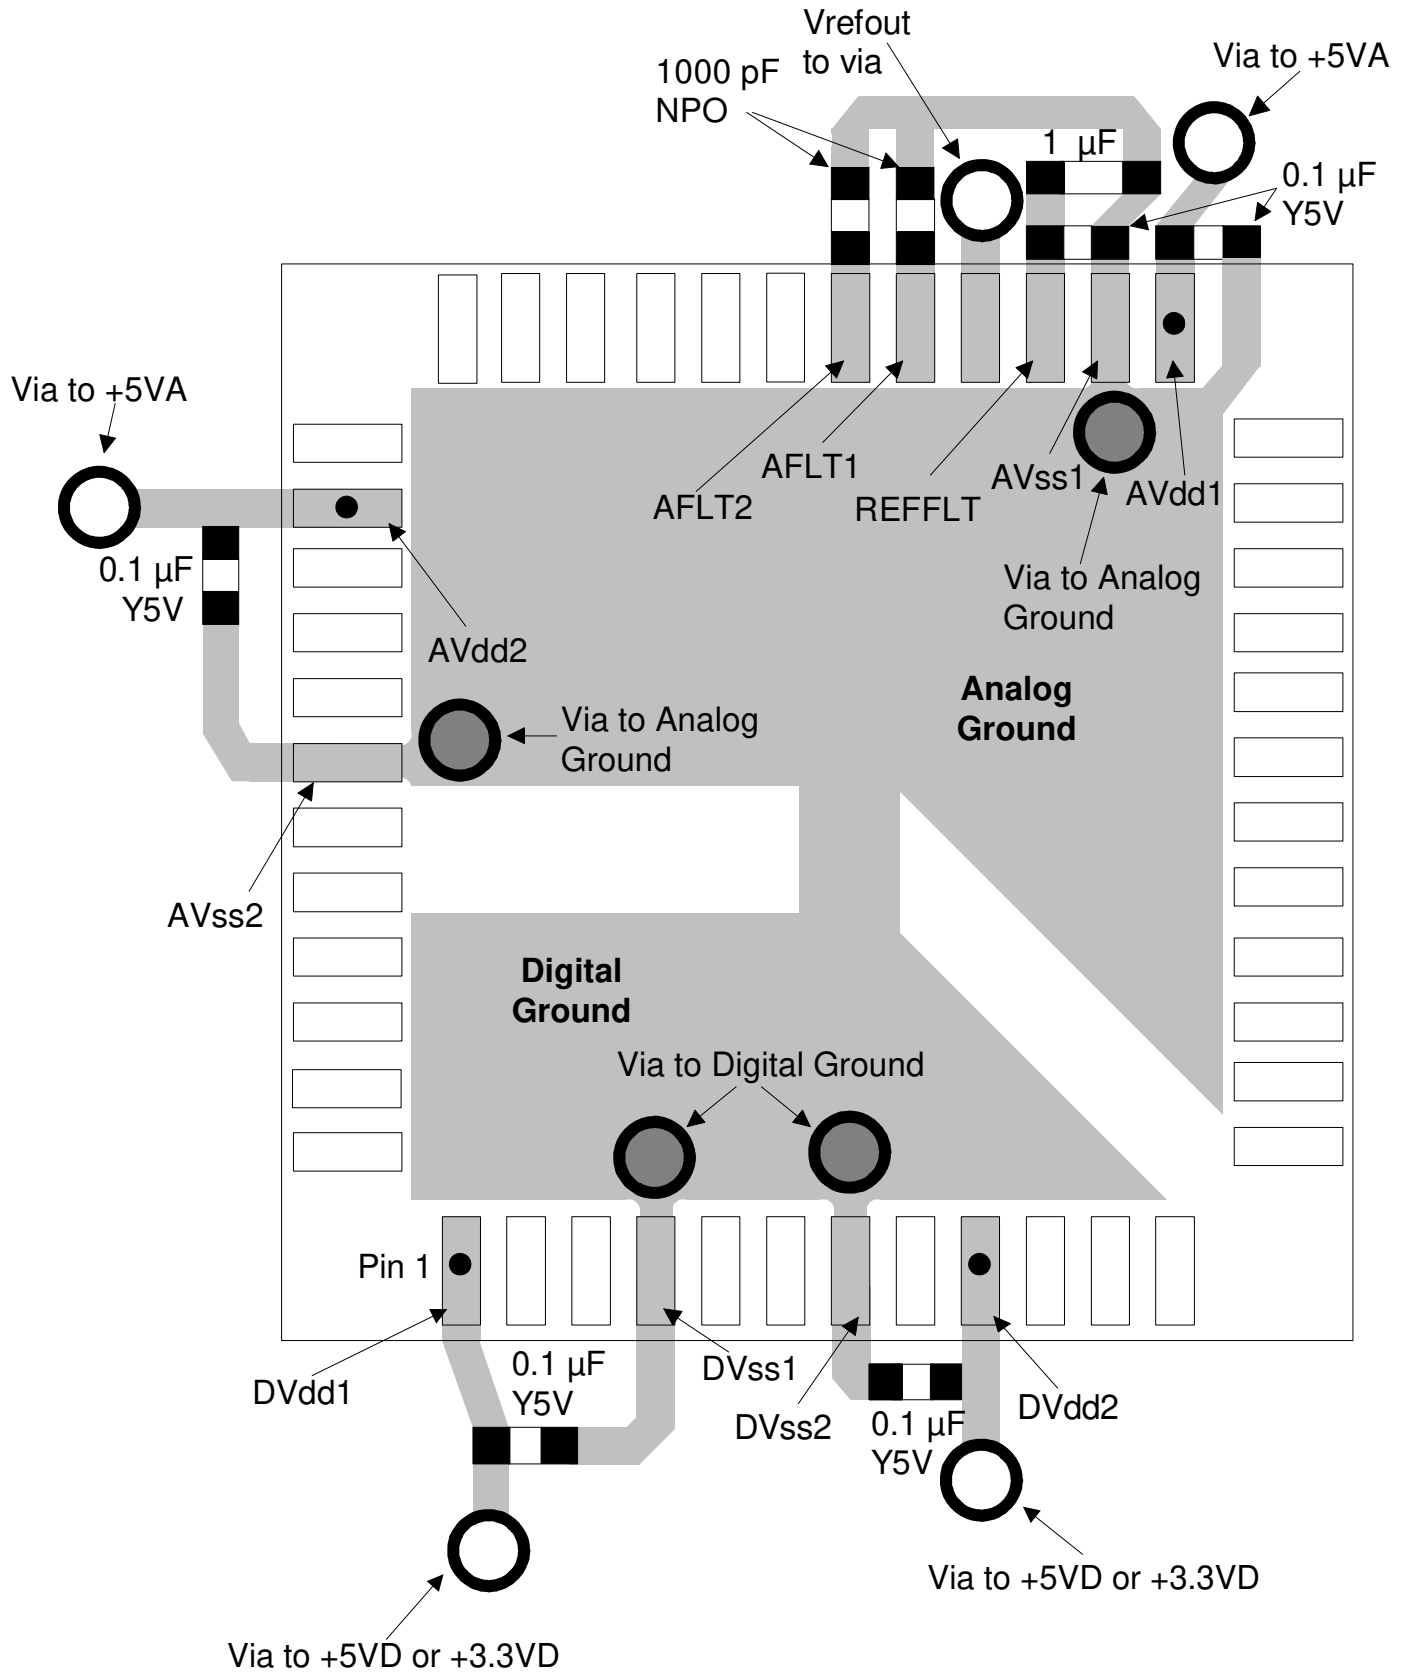 Vrefout
to via
1000 pF
NPO
Via to +5VA
1 µF
0.1 µF
Y5V
Via to +5VA
AFLT2
AFLT1
REFFLT
AVss1
AVdd1
0.1 µF
Y5V
Via to Analog
Ground
AVdd2
Analog
Ground
Via to Analog
Ground
AVss2
Digital
Ground
Via to Digital Ground
Pin 1
DVdd1
0.1 µF
Y5V
DVss1
DVss2
0.1 µF
Y5V
DVdd2
Via to +5VD or +3.3VD
Via to +5VD or +3.3VD